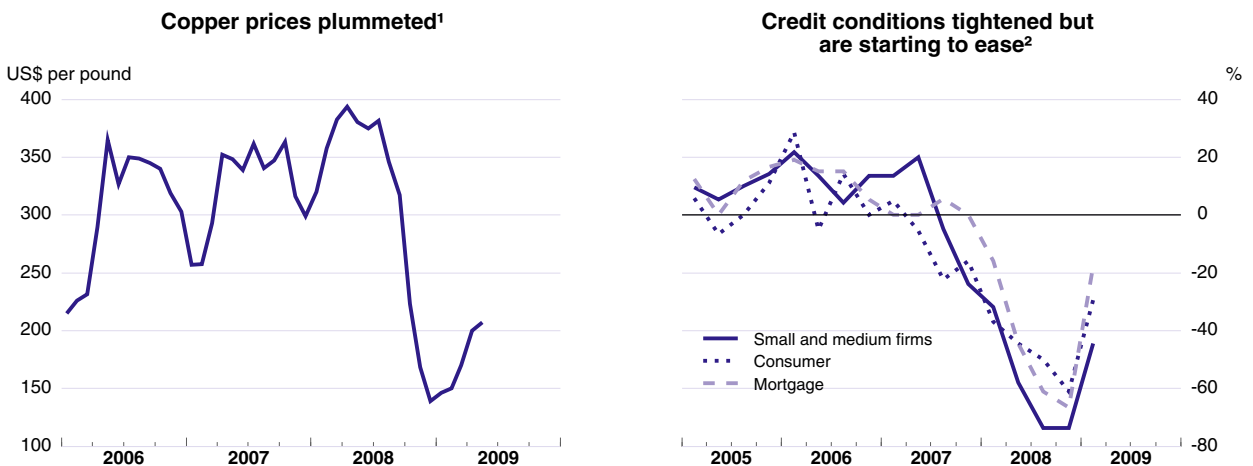 Copper prices plummeted¹
US$ per pound
400
350
300
250
200
150
100
2006 2007 2008 2009
Credit conditions tightened but
are starting to ease²
%
40
20
0
-20
-40
-60
-80
Small and medium firms
Consumer
Mortgage
2005 2006 2007 2008 2009